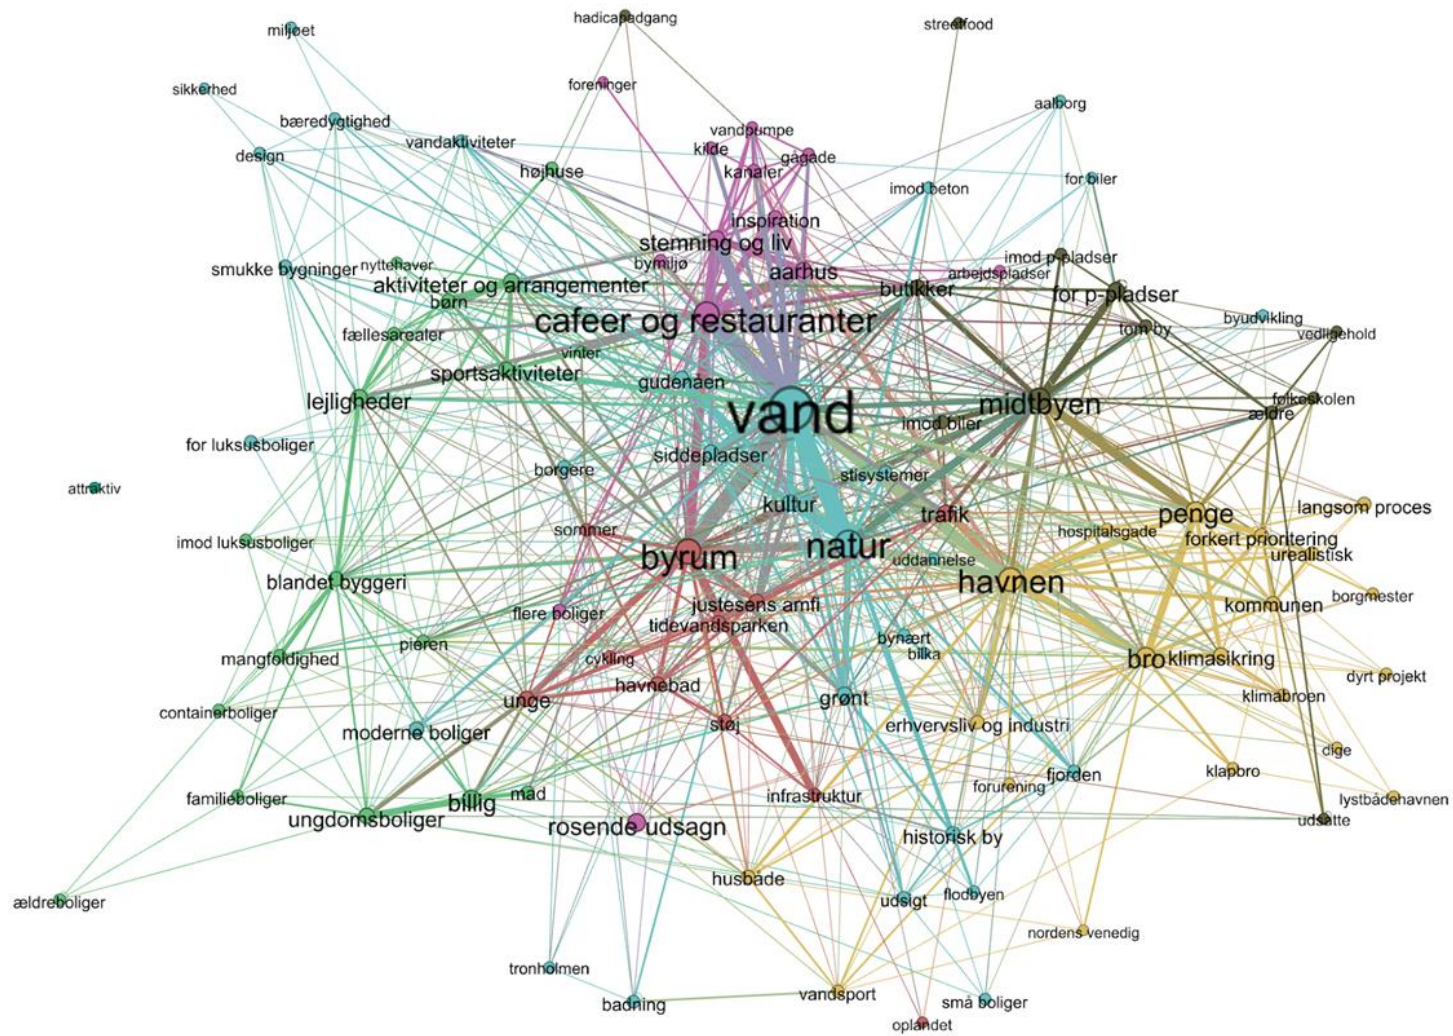 hadicapadgang
streetfood
miljøet
foreninger
sikkerhed
aalborg
bæredygtighed
vandpumpe
vandaktiviteter
kilde
gågade
design
højhuse
kanaler
for biler
imod beton
inspiration
stemning og liv
imod p-pladser
bymiljø
nyttehaver
smukke bygninger
aarhus
arbejdspladser
aktiviteter og arrangementer
butikker
for p-pladser
børn
cafeer og restauranter
byudvikling
tom by
vedligehold
fællesarealer
vinter
sportsaktiviteter
gudenåen
lejligheder
vand
midtbyen
folkeskolen
ældre
imod biler
for luksusboliger
siddepladser
borgere
stisystemer
attraktiv
kultur
trafik
penge
langsom proces
sommer
hospitalsgade
forkert prioritering
imod luksusboliger
byrum
natur
urealistisk
uddannelse
blandet byggeri
havnen
borgmester
flere boliger
justesens amfi
kommunen
tidevandsparken
pieren
bynært
mangfoldighed
cykling
bilka
bro
klimasikring
dyrt projekt
havnebad
unge
grønt
klimabroen
containerboliger
støj
erhvervsliv og industri
moderne boliger
dige
klapbro
fjorden
forurening
familieboliger
billig
mad
infrastruktur
lystbådehavnen
ungdomsboliger
rosende udsagn
udsatte
historisk by
husbåde
flodbyen
udsigt
ældreboliger
nordens venedig
tronholmen
vandsport
badning
små boliger
oplandet